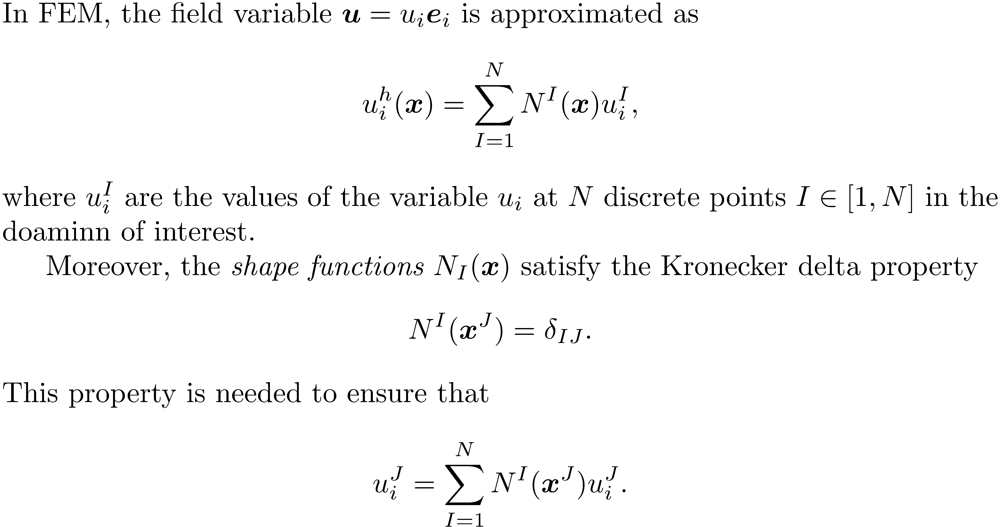 In FEM, the field variable $\boldsymbol{u} = u_i \boldsymbol{e}_i$ is approximated as
$$u_i^h(\boldsymbol{x}) = \sum_{I=1}^{N} N^I(\boldsymbol{x}) u_i^I,$$
where $u_i^I$ are the values of the variable $u_i$ at $N$ discrete points $I \in [1, N]$ in the
doaminn of interest.
Moreover, the shape functions $N_I(\boldsymbol{x})$ satisfy the Kronecker delta property
$$N^I(\boldsymbol{x}^J) = \delta_{IJ}.$$
This property is needed to ensure that
$$u_i^J = \sum_{I=1}^{N} N^I(\boldsymbol{x}^J) u_i^J.$$